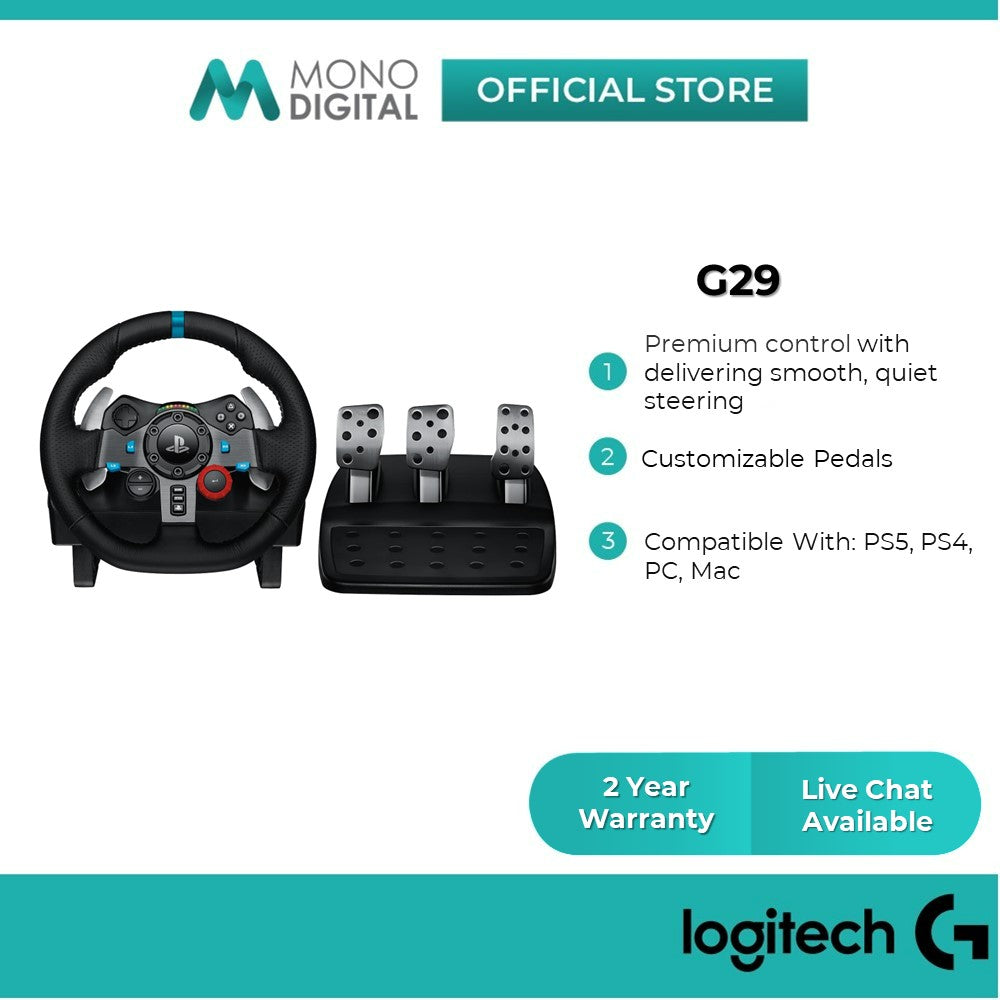 MONO
DIGITAL
OFFICIAL STORE
G29
1
Premium control with
delivering smooth, quiet
steering
2
Customizable Pedals
3
Compatible With: PS5, PS4,
PC, Mac
2 Year
Warranty
Live Chat
Available
logitech G